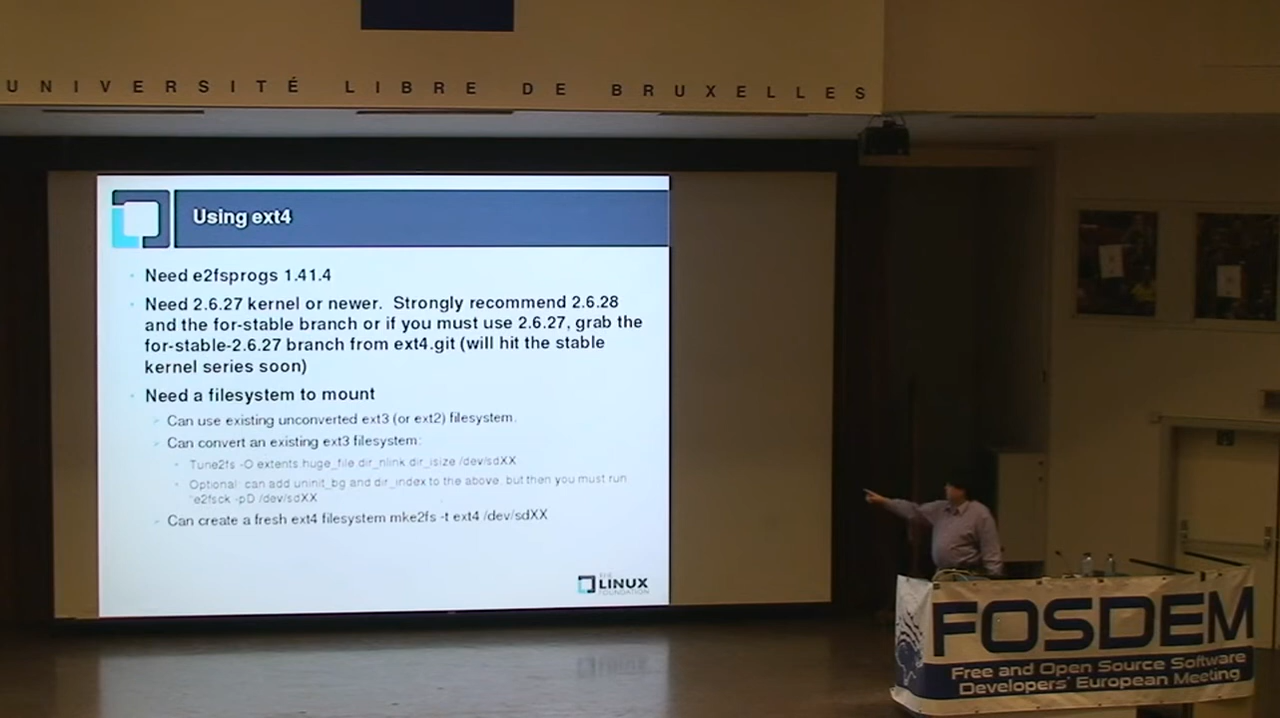 UNIVERSITÉ LIBRE DE BRUXELLES
Using ext4
Need e2fsprogs 1.41.4
Need 2.6.27 kernel or newer. Strongly recommend 2.6.28
and the for-stable branch or if you must use 2.6.27, grab the
for-stable-2.6.27 branch from ext4.git (will hit the stable
kernel series soon)
Need a filesystem to mount
Can use existing unconverted ext3 (or ext2) filesystem.
Can convert an existing ext3 filesystem:
Tune2fs -O extents,huge_file,dir_nlink,dir_isize /dev/sdXX
Optional: can add uninit_bg and dir_index to the above, but then you must run
"e2fsck -pD /dev/sdXX
Can create a fresh ext4 filesystem mke2fs -t ext4 /dev/sdXX
THE
LINUX
FOUNDATION
FOSDEM
Free and Open Source Software
Developers' European Meeting